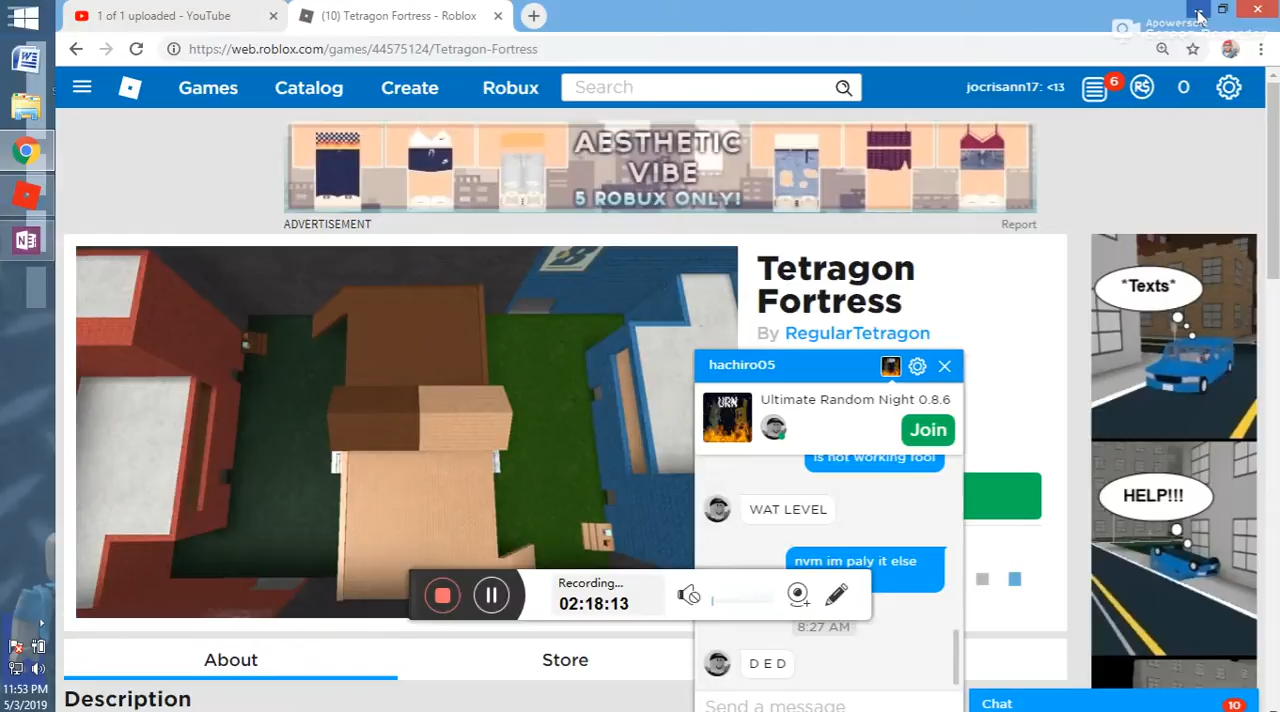 1 of 1 uploaded - YouTube
(10) Tetragon Fortress - Roblox
Apowersoft
Screen Recorder
https://web.roblox.com/games/44575124/Tetragon-Fortress
Games
Catalog
Create
Robux
Search
jocrisann17: <13
6
R$
0
AESTHETIC
VIBE
5 ROBUX ONLY!
ADVERTISEMENT
Report
Tetragon
Fortress
By RegularTetragon
*Texts*
HELP!!!
hachiro05
URN
Ultimate Random Night 0.8.6
Join
is not working fool
WAT LEVEL
nvm im paly it else
8:27 AM
D E D
Send a message
Recording...
02:18:13
About
Store
Description
Chat
10
11:53 PM
5/3/2019